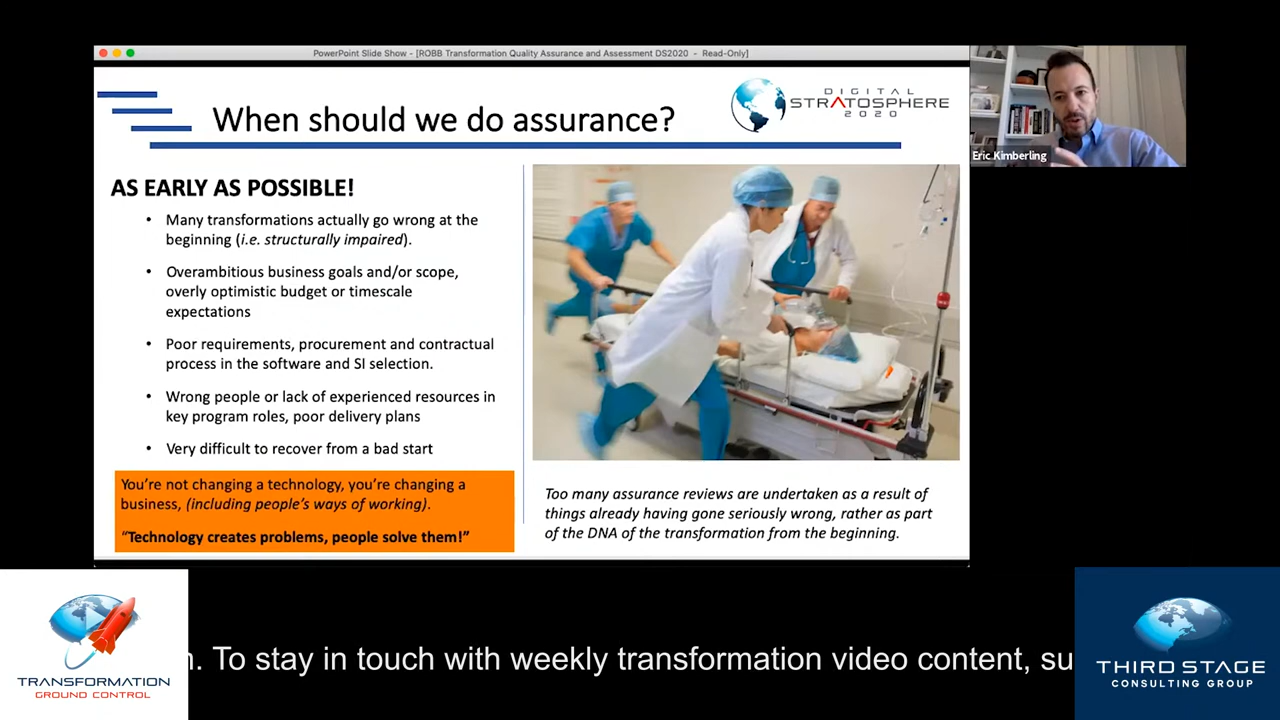 PowerPoint Slide Show - [ROBB Transformation Quality Assurance and Assessment DS2020 - Read-Only]
When should we do assurance?
DIGITAL
STRATOSPHERE
2020
Eric Kimberling
AS EARLY AS POSSIBLE!
• Many transformations actually go wrong at the
beginning (i.e. structurally impaired).
• Overambitious business goals and/or scope,
overly optimistic budget or timescale
expectations
• Poor requirements, procurement and contractual
process in the software and SI selection.
• Wrong people or lack of experienced resources in
key program roles, poor delivery plans
• Very difficult to recover from a bad start
You're not changing a technology, you're changing a
business, (including people's ways of working).
"Technology creates problems, people solve them!"
Too many assurance reviews are undertaken as a result of
things already having gone seriously wrong, rather as part
of the DNA of the transformation from the beginning.
TRANSFORMATION
GROUND CONTROL
. To stay in touch with weekly transformation video content, su
THIRD STAGE
CONSULTING GROUP